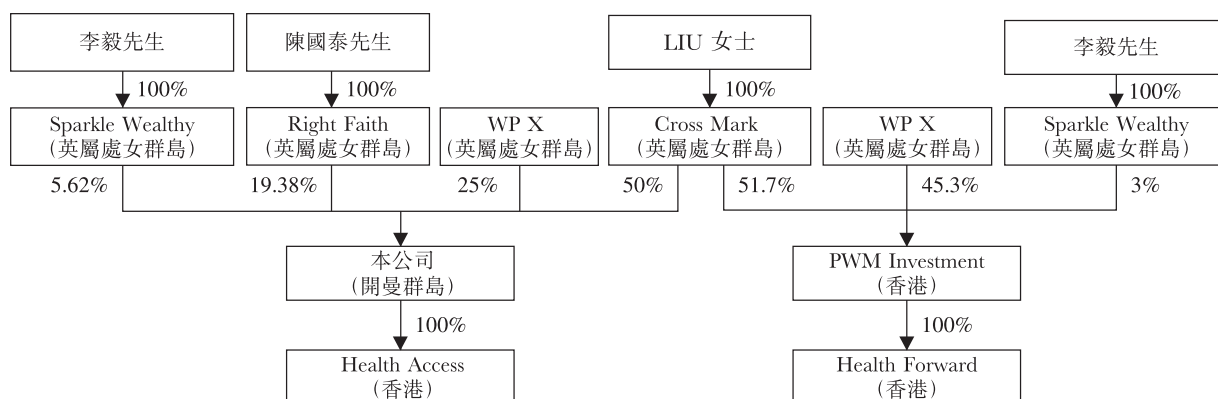 李毅先生
陳國泰先生
LIU 女士
李毅先生
100%
100%
100%
100%
Sparkle Wealthy
(英屬處女群島)
Right Faith
(英屬處女群島)
WP X
(英屬處女群島)
Cross Mark
(英屬處女群島)
WP X
(英屬處女群島)
Sparkle Wealthy
(英屬處女群島)
5.62%
19.38%
25%
50%
51.7%
45.3%
3%
本公司
(開曼群島)
PWM Investment
(香港)
100%
100%
Health Access
(香港)
Health Forward
(香港)